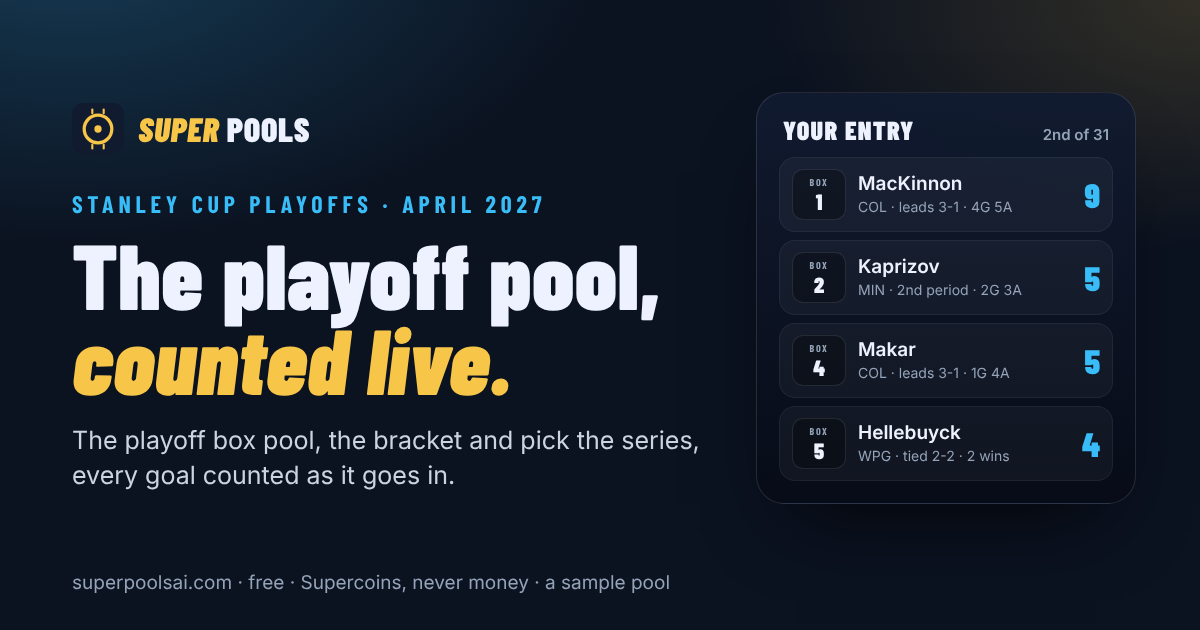 SUPER POOLS
STANLEY CUP PLAYOFFS · APRIL 2027
The playoff pool,
counted live.
The playoff box pool, the bracket and pick the series,
every goal counted as it goes in.
superpoolsai.com · free · Supercoins, never money · a sample pool
YOUR ENTRY 2nd of 31
BOX 1
MacKinnon
COL · leads 3-1 · 4G 5A
9
BOX 2
Kaprizov
MIN · 2nd period · 2G 3A
5
BOX 4
Makar
COL · leads 3-1 · 1G 4A
5
BOX 5
Hellebuyck
WPG · tied 2-2 · 2 wins
4